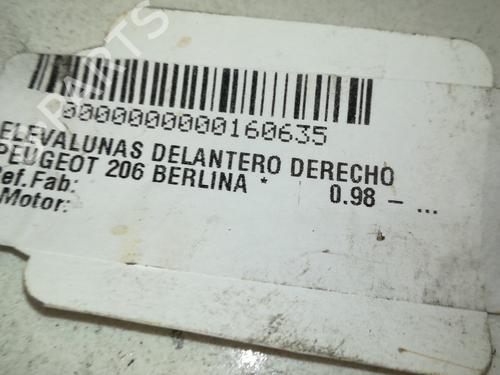 0000000000160635
ELEVALUNAS DELANTERO DERECHO
PEUGEOT 206 BERLINA * 0.98 - ...
Ref.Fab:
Motor: